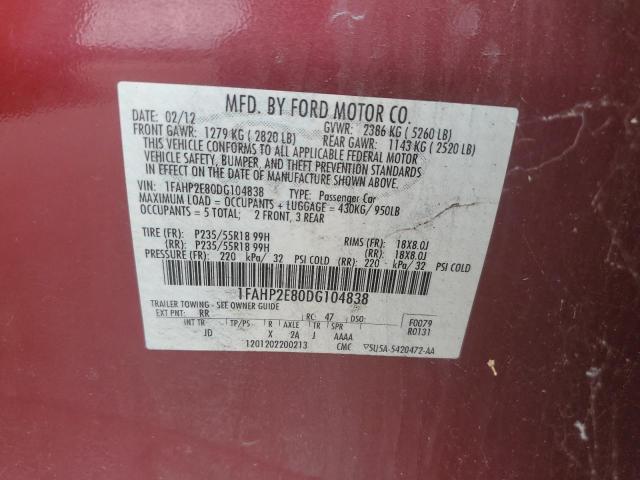 MFD. BY FORD MOTOR CO.
DATE: 02/12 GVWR: 2386 KG ( 5260 LB)
FRONT GAWR: 1279 KG ( 2820 LB) REAR GAWR: 1143 KG ( 2520 LB)
THIS VEHICLE CONFORMS TO ALL APPLICABLE FEDERAL MOTOR
VEHICLE SAFETY, BUMPER, AND THEFT PREVENTION STANDARDS
IN EFFECT ON THE DATE OF MANUFACTURE SHOWN ABOVE.
VIN: 1FAHP2E80DG104838 TYPE: Passenger Car
MAXIMUM LOAD = OCCUPANTS + LUGGAGE = 430KG/ 950LB
OCCUPANTS = 5 TOTAL; 2 FRONT, 3 REAR
TIRE (FR): P235/55R18 99H RIMS (FR): 18X8.0J
(RR): P235/55R18 99H (RR): 18X8.0J
PRESSURE (FR): 220 kPa/ 32 PSI COLD (RR): 220 kPa/ 32 PSI COLD
1FAHP2E80DG104838
TRAILER TOWING - SEE OWNER GUIDE
EXT PNT: RR RC: 47 DSO: F0079
INT TR TP/PS R AXLE TR SPR R0131
JD X 2A J AAAA
1201202200213 CMC 5U5A-5420472-AA